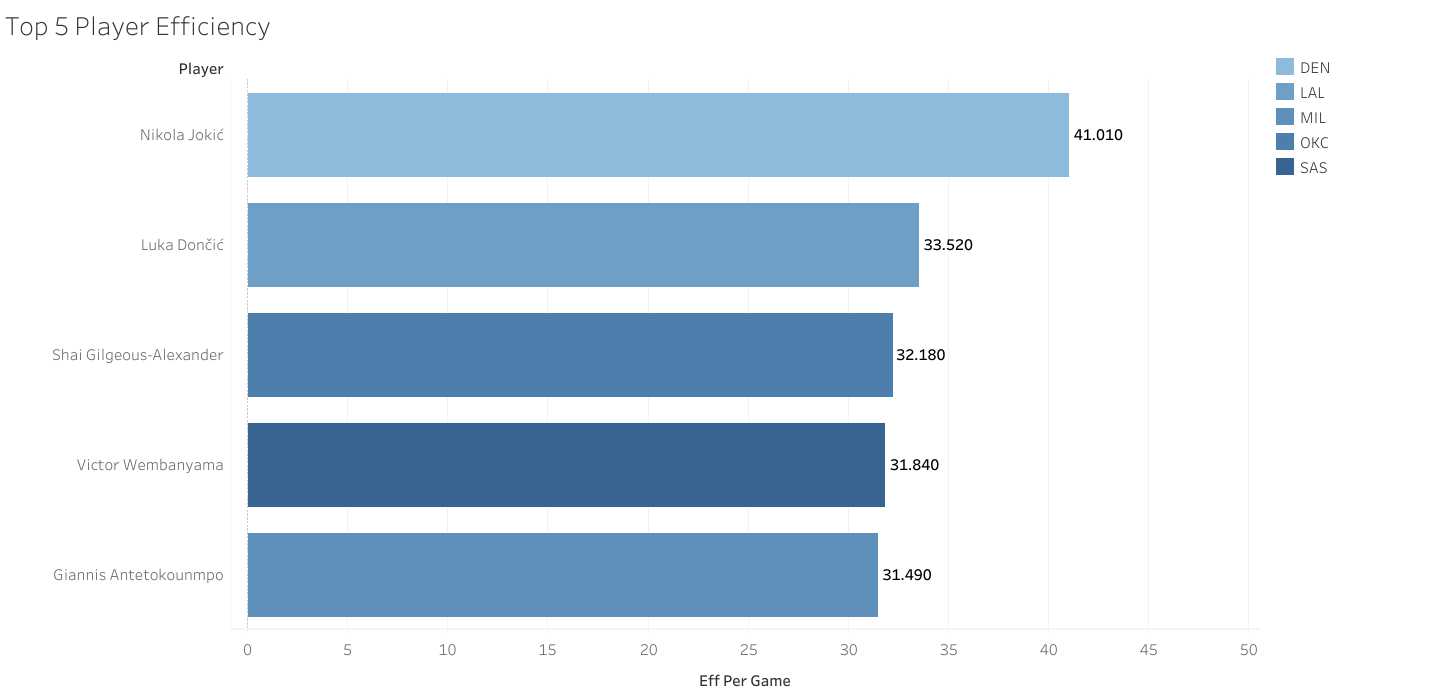 Top 5 Player Efficiency
Player
DEN
LAL
MIL
OKC
SAS
Nikola Jokić 41.010
Luka Dončić 33.520
Shai Gilgeous-Alexander 32.180
Victor Wembanyama 31.840
Giannis Antetokounmpo 31.490
0 5 10 15 20 25 30 35 40 45 50
Eff Per Game